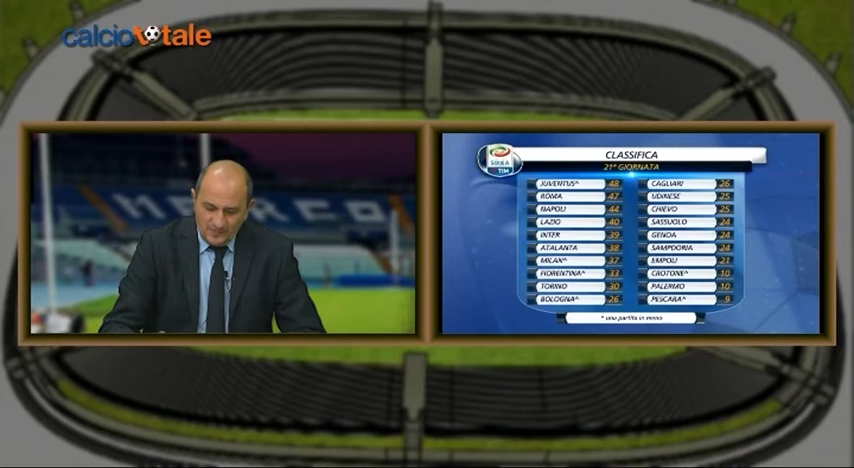 calciototale
MARCO
SERIE A
TIM
CLASSIFICA
21ª GIORNATA
JUVENTUS^ 48
ROMA 47
NAPOLI 44
LAZIO 40
INTER 39
ATALANTA 38
MILAN^ 37
FIORENTINA^ 33
TORINO 30
BOLOGNA^ 26
CAGLIARI 26
UDINESE 25
CHIEVO 25
SASSUOLO 24
GENOA 24
SAMPDORIA 24
EMPOLI 21
CROTONE^ 10
PALERMO 10
PESCARA^ 9
^ una partita in meno